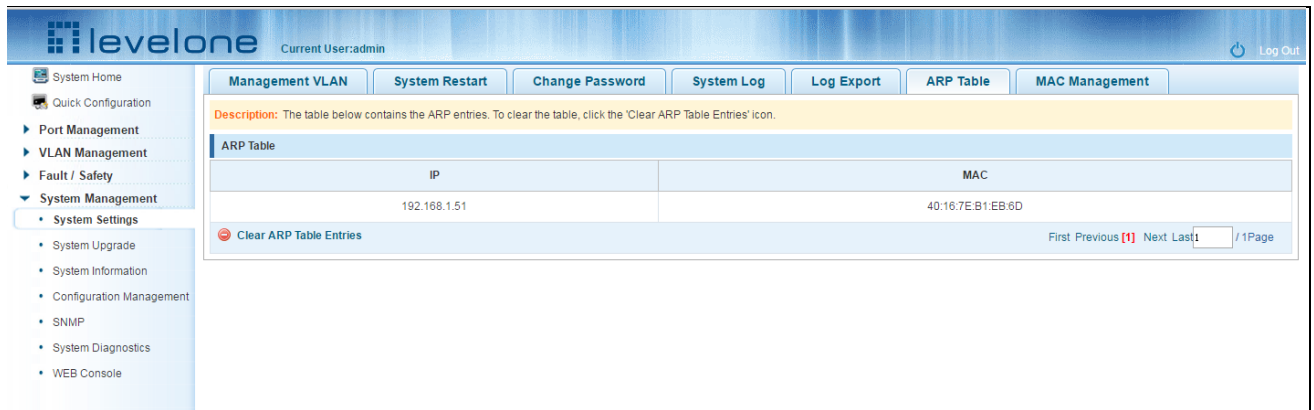 levelone
Current User:admin
Log Out
System Home
Quick Configuration
Port Management
VLAN Management
Fault / Safety
System Management
System Settings
System Upgrade
System Information
Configuration Management
SNMP
System Diagnostics
WEB Console
Management VLAN System Restart Change Password System Log Log Export ARP Table MAC Management
Description: The table below contains the ARP entries. To clear the table, click the 'Clear ARP Table Entries' icon.
ARP Table
IP MAC
192.168.1.51 40:16:7E:B1:EB:6D
Clear ARP Table Entries First Previous [1] Next Last 1 / 1Page